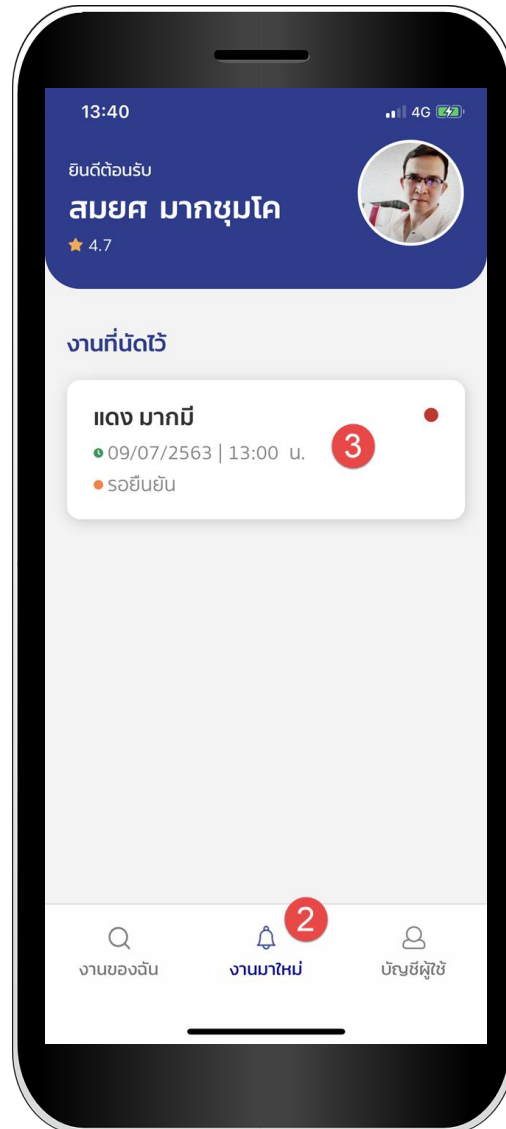 13:40 4G
ยินดีต้อนรับ
สมยศ มากชุมโค
4.7
งานที่นัดไว้
แดง มากมี
09/07/2563 | 13:00 น.
3
รอยืนยัน
2
งานของฉัน งานมาใหม่ บัญชีผู้ใช้